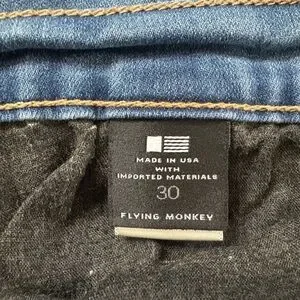 MADE IN USA
WITH
IMPORTED MATERIALS
30
FLYING MONKEY